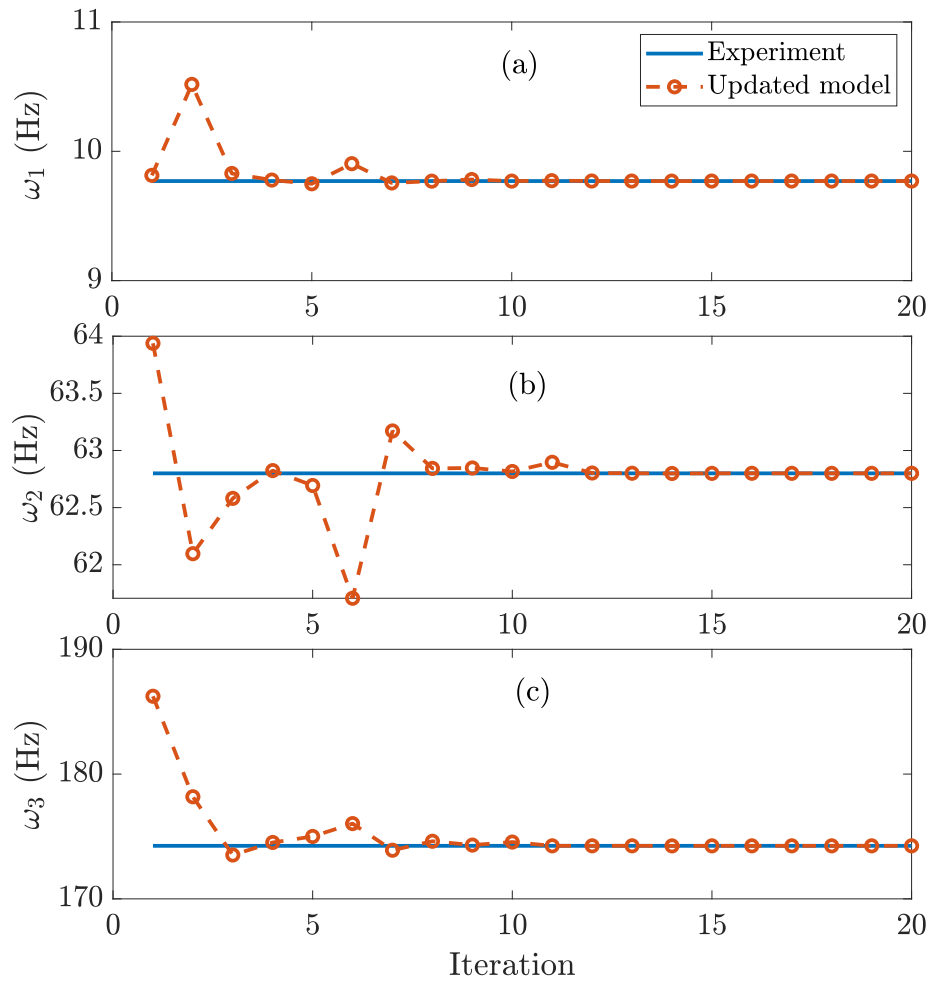 11
(a)
Experiment
Updated model
10
ω1 (Hz)
9
0 5 10 15 20
64
(b)
63.5
63
ω2 (Hz)
62.5
62
0 5 10 15 20
190
(c)
180
ω3 (Hz)
170
0 5 10 15 20
Iteration